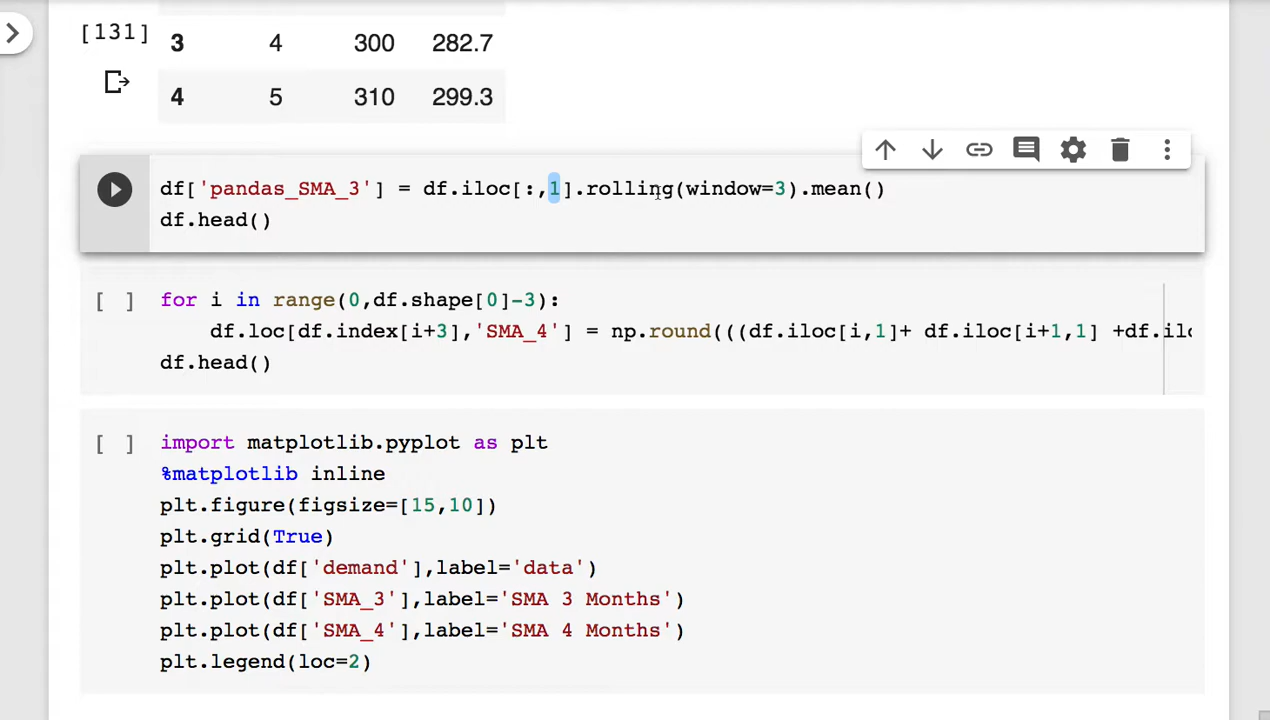 [131] 3 4 300 282.7
4 5 310 299.3
df['pandas_SMA_3'] = df.iloc[:,1].rolling(window=3).mean()
df.head()
[ ] for i in range(0,df.shape[0]-3):
df.loc[df.index[i+3],'SMA_4'] = np.round(((df.iloc[i,1]+ df.iloc[i+1,1] +df.ilo
df.head()
[ ] import matplotlib.pyplot as plt
%matplotlib inline
plt.figure(figsize=[15,10])
plt.grid(True)
plt.plot(df['demand'],label='data')
plt.plot(df['SMA_3'],label='SMA 3 Months')
plt.plot(df['SMA_4'],label='SMA 4 Months')
plt.legend(loc=2)